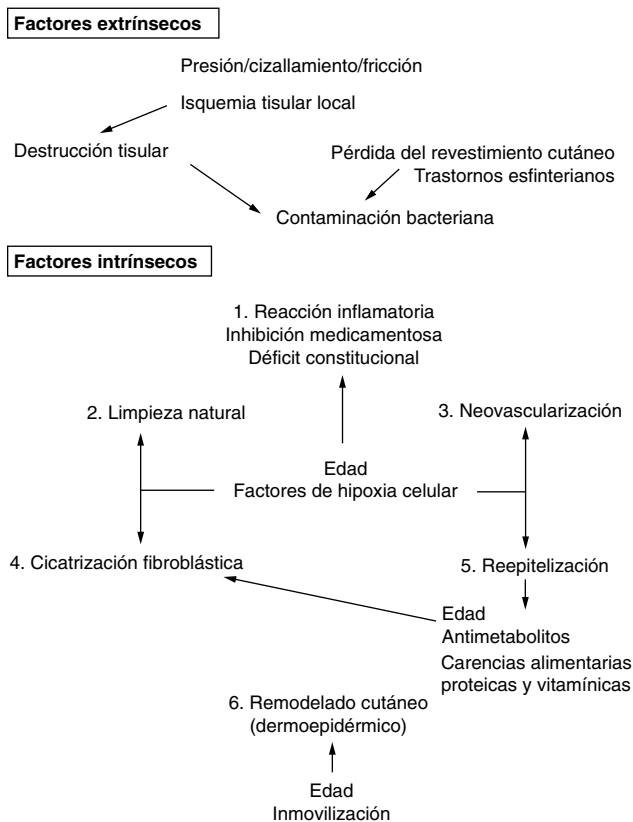 Factores extrínsecos
Presión/cizallamiento/fricción
Isquemia tisular local
Destrucción tisular
Pérdida del revestimiento cutáneo
Trastornos esfinterianos
Contaminación bacteriana
Factores intrínsecos
1. Reacción inflamatoria
Inhibición medicamentosa
Déficit constitucional
2. Limpieza natural
3. Neovascularización
Edad
Factores de hipoxia celular
4. Cicatrización fibroblástica
5. Reepitelización
Edad
Antimetabolitos
Carencias alimentarias
proteicas y vitamínicas
6. Remodelado cutáneo
(dermoepidérmico)
Edad
Inmovilización